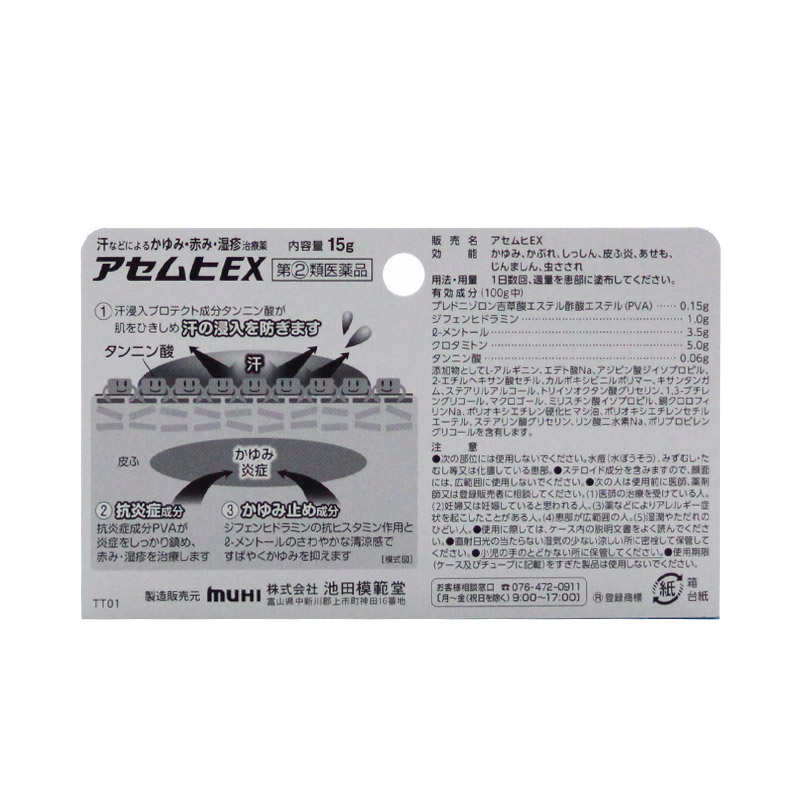 汗などによるかゆみ・赤み・湿疹治療薬 内容量 15g
アセムヒEX 指定第②類医薬品
① 汗浸入プロテクト成分タンニン酸が
肌をひきしめ汗の浸入を防ぎます
タンニン酸
汗
皮ふ
かゆみ
炎症
② 抗炎症成分
抗炎症成分PVAが
炎症をしっかり鎮め、
赤み・湿疹を治療します
③ かゆみ止め成分
ジフェンヒドラミンの抗ヒスタミン作用と
ℓ-メントールのさわやかな清涼感で
すばやくかゆみを抑えます
[模式図]
TT01
製造販売元 muHI 株式会社 池田模範堂
富山県中新川郡上市町神田16番地
販売名 アセムヒEX
効能 かゆみ、かぶれ、しっしん、皮ふ炎、あせも、
じんましん、虫さされ
用法・用量 1日数回、適量を患部に塗布してください。
有効成分(100g中)
プレドニゾロン吉草酸エステル酢酸エステル(PVA)……0.15g
ジフェンヒドラミン……1.0g
ℓ-メントール……3.5g
クロタミトン……5.0g
タンニン酸……0.06g
添加物としてL-アルギニン、エデト酸Na、アジピン酸ジイソプロピル、
2-エチルヘキサン酸セチル、カルボキシビニルポリマー、キサンタンガ
ム、ステアリルアルコール、トリイソオクタン酸グリセリン、1,3-ブチレ
ングリコール、マクロゴール、ミリスチン酸イソプロピル、銅クロロフィ
リンNa、ポリオキシエチレン硬化ヒマシ油、ポリオキシエチレンセチル
エーテル、ステアリン酸グリセリン、リン酸二水素Na、ポリプロピレン
グリコールを含有します。
注意
●次の部位には使用しないでください。水痘(水ぼうそう)、みずむし・た
むし等又は化膿している患部。●ステロイド成分を含みますので、顔面
には、広範囲に使用しないでください。●次の人は使用前に医師、薬剤
師又は登録販売者に相談してください。(1)医師の治療を受けている人。
(2)妊婦又は妊娠していると思われる人。(3)薬などによりアレルギー症
状を起こしたことがある人。(4)患部が広範囲の人。(5)湿潤やただれの
ひどい人。●使用に際しては、ケース内の説明文書をよく読んでくださ
い。●直射日光の当たらない湿気の少ない涼しい所に密栓して保管して
ください。●小児の手のとどかない所に保管してください。●使用期限
(ケース及びチューブに記載)をすぎた製品は使用しないでください。
お客様相談窓口 ☎076-472-0911
[月~金(祝日を除く) 9:00~17:00]
Ⓡ登録商標
紙 箱
台紙